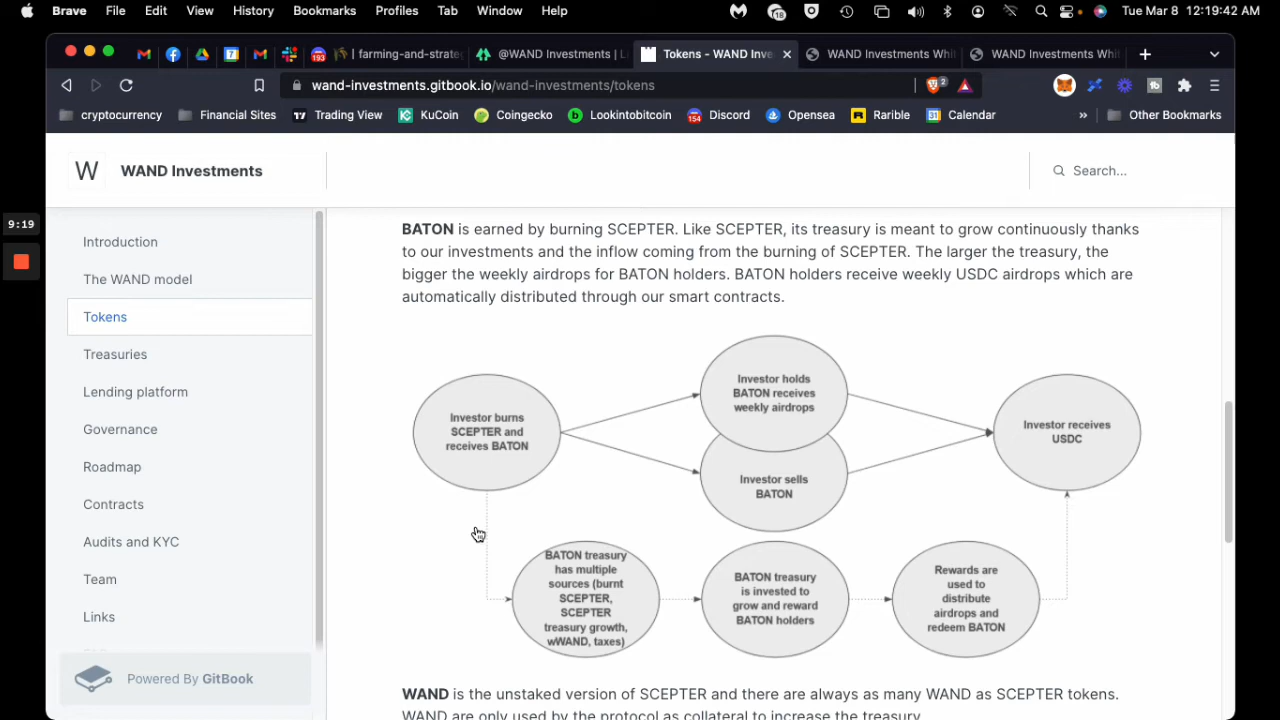 Brave File Edit View History Bookmarks Profiles Tab Window Help 18 Tue Mar 8 12:19:42 AM
193 | farming-and-strate @WAND Investments | L Tokens - WAND Inve WAND Investments Whi WAND Investments Whi
wand-investments.gitbook.io/wand-investments/tokens 2
cryptocurrency Financial Sites Trading View KuCoin Coingecko Lookintobitcoin 154 Discord Opensea Rarible 31 Calendar » Other Bookmarks
W WAND Investments Search...
9:19
Introduction
The WAND model
Tokens
Treasuries
Lending platform
Governance
Roadmap
Contracts
Audits and KYC
Team
Links
Powered By GitBook
BATON is earned by burning SCEPTER. Like SCEPTER, its treasury is meant to grow continuously thanks
to our investments and the inflow coming from the burning of SCEPTER. The larger the treasury, the
bigger the weekly airdrops for BATON holders. BATON holders receive weekly USDC airdrops which are
automatically distributed through our smart contracts.
Investor burns
SCEPTER and
receives BATON
Investor holds
BATON receives
weekly airdrops
Investor sells
BATON
Investor receives
USDC
BATON treasury
has multiple
sources (burnt
SCEPTER,
SCEPTER
treasury growth,
wWAND, taxes)
BATON treasury
is invested to
grow and reward
BATON holders
Rewards are
used to
distribute
airdrops and
redeem BATON
WAND is the unstaked version of SCEPTER and there are always as many WAND as SCEPTER tokens.
WAND are only used by the protocol as collateral to increase the treasury.